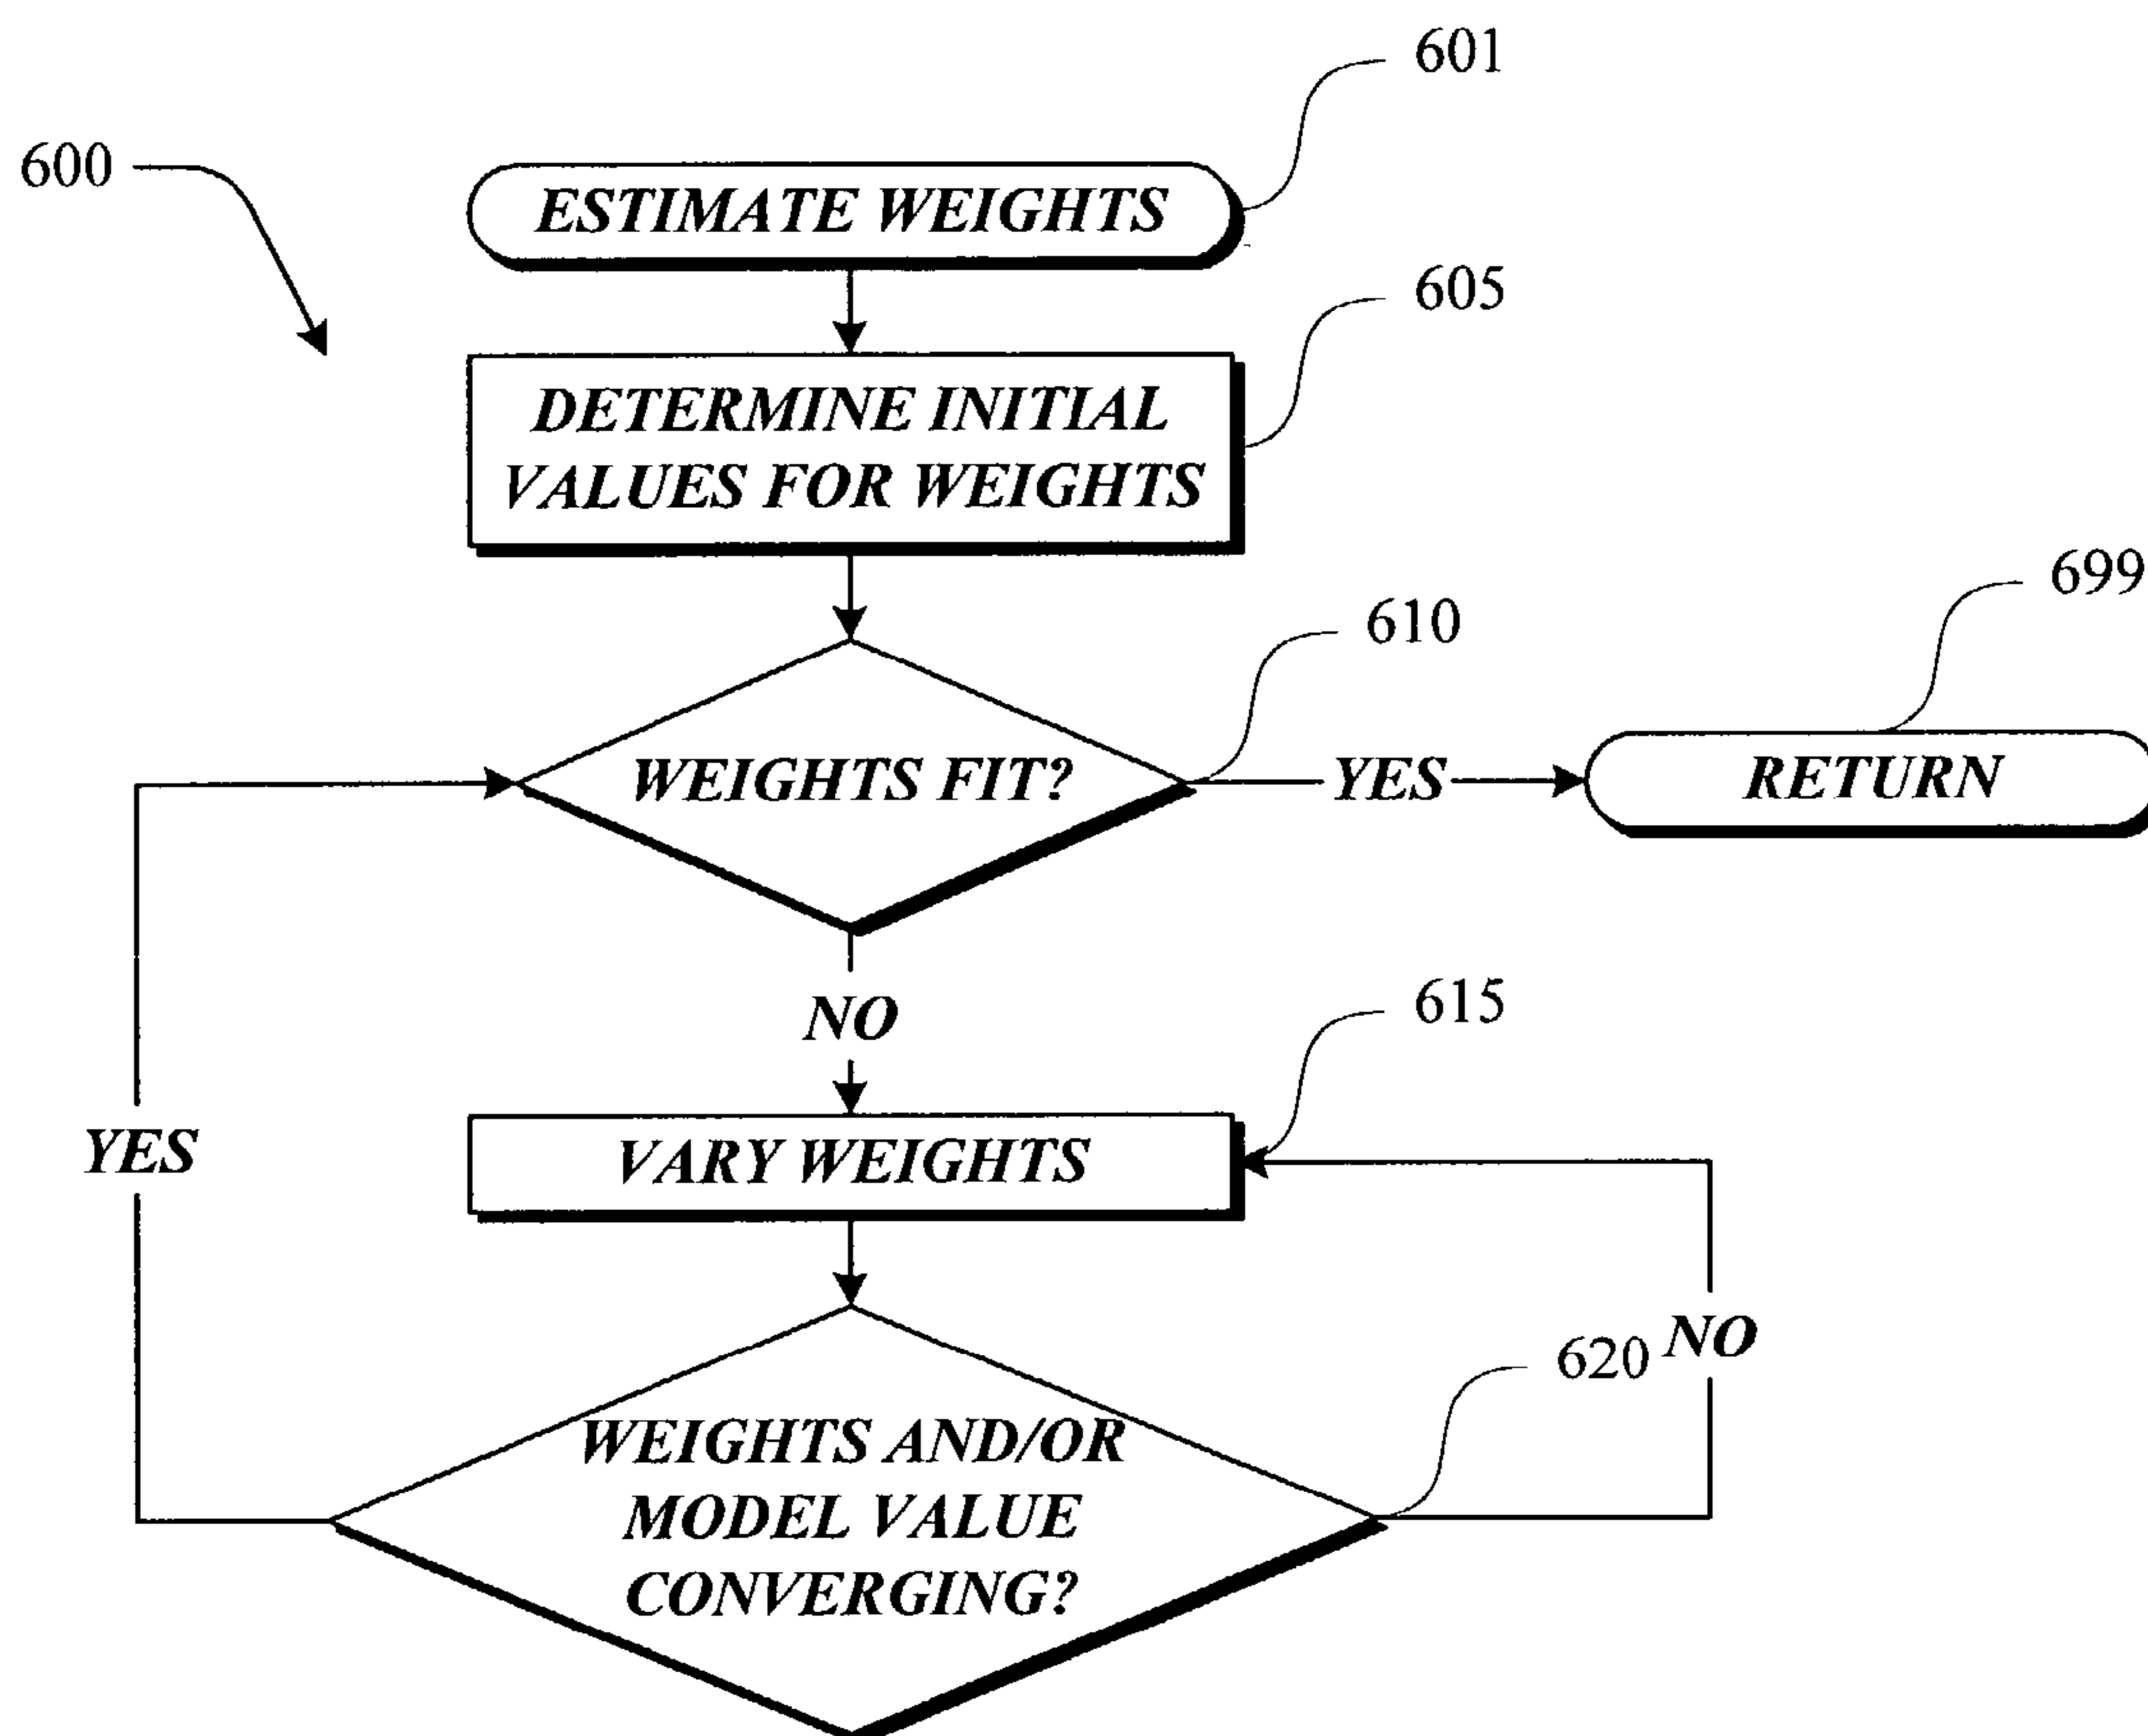 601
600
ESTIMATE WEIGHTS
605
DETERMINE INITIAL
VALUES FOR WEIGHTS
699
610
WEIGHTS FIT?
YES
RETURN
NO
615
YES
VARY WEIGHTS
620
NO
WEIGHTS AND/OR
MODEL VALUE
CONVERGING?